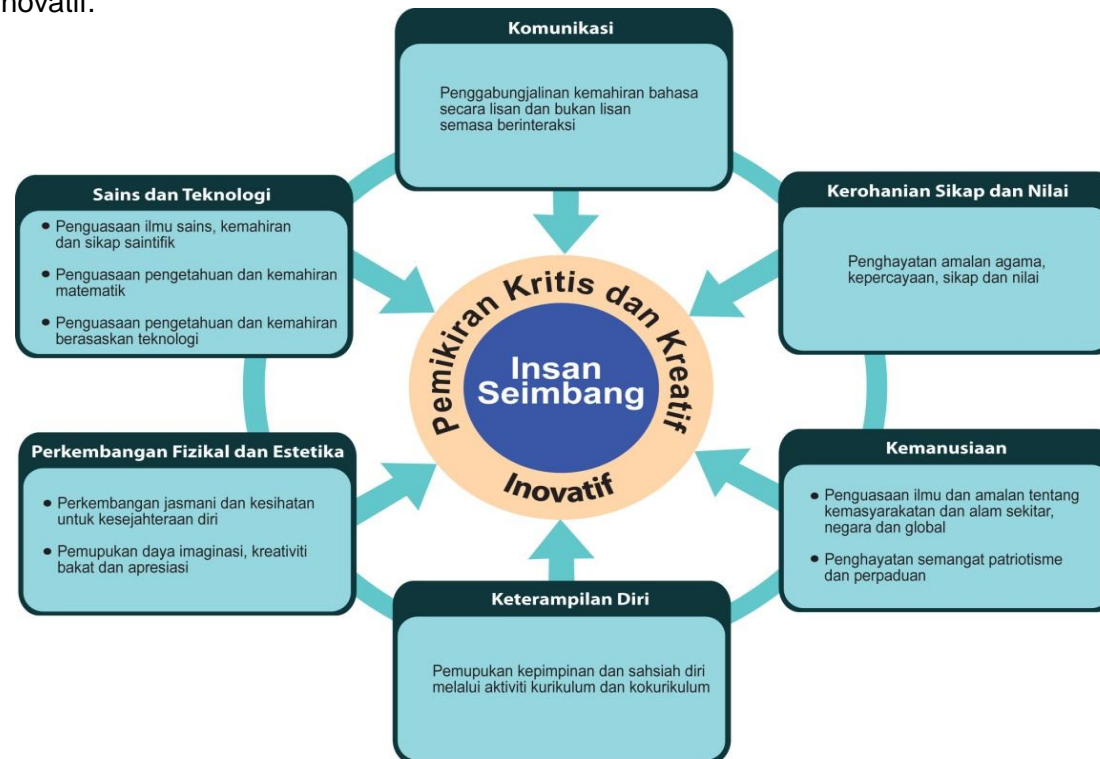 novatif.
Komunikasi
Penggabungjalinan kemahiran bahasa
secara lisan dan bukan lisan
semasa berinteraksi
Sains dan Teknologi
• Penguasaan ilmu sains, kemahiran
dan sikap saintifik
• Penguasaan pengetahuan dan kemahiran
matematik
• Penguasaan pengetahuan dan kemahiran
berasaskan teknologi
Kerohanian Sikap dan Nilai
Penghayatan amalan agama,
kepercayaan, sikap dan nilai
Pemikiran Kritis dan Kreatif
Insan
Seimbang
Inovatif
Perkembangan Fizikal dan Estetika
• Perkembangan jasmani dan kesihatan
untuk kesejahteraan diri
• Pemupukan daya imaginasi, kreativiti
bakat dan apresiasi
Kemanusiaan
• Penguasaan ilmu dan amalan tentang
kemasyarakatan dan alam sekitar,
negara dan global
• Penghayatan semangat patriotisme
dan perpaduan
Keterampilan Diri
Pemupukan kepimpinan dan sahsiah diri
melalui aktiviti kurikulum dan kokurikulum